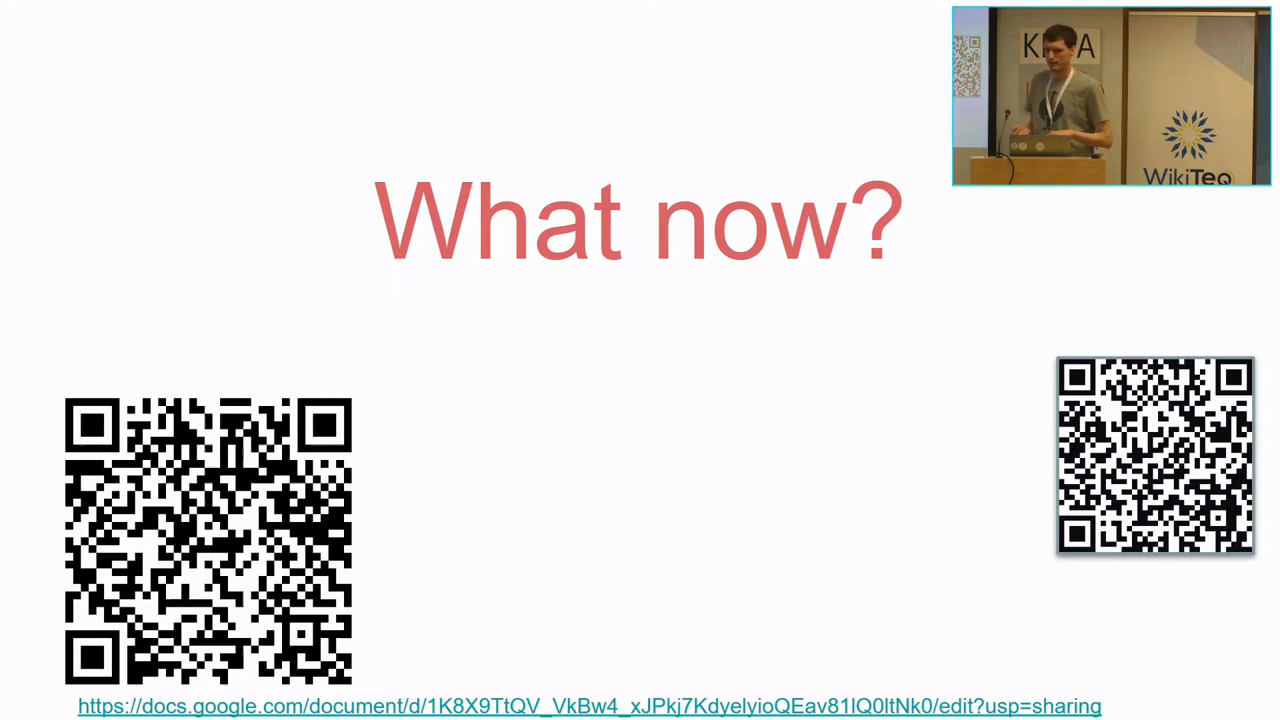 What now?
WikiTeq
https://docs.google.com/document/d/1K8X9TtQV_VkBw4_xJPkj7KdyelyioQEav81lQ0ltNk0/edit?usp=sharing